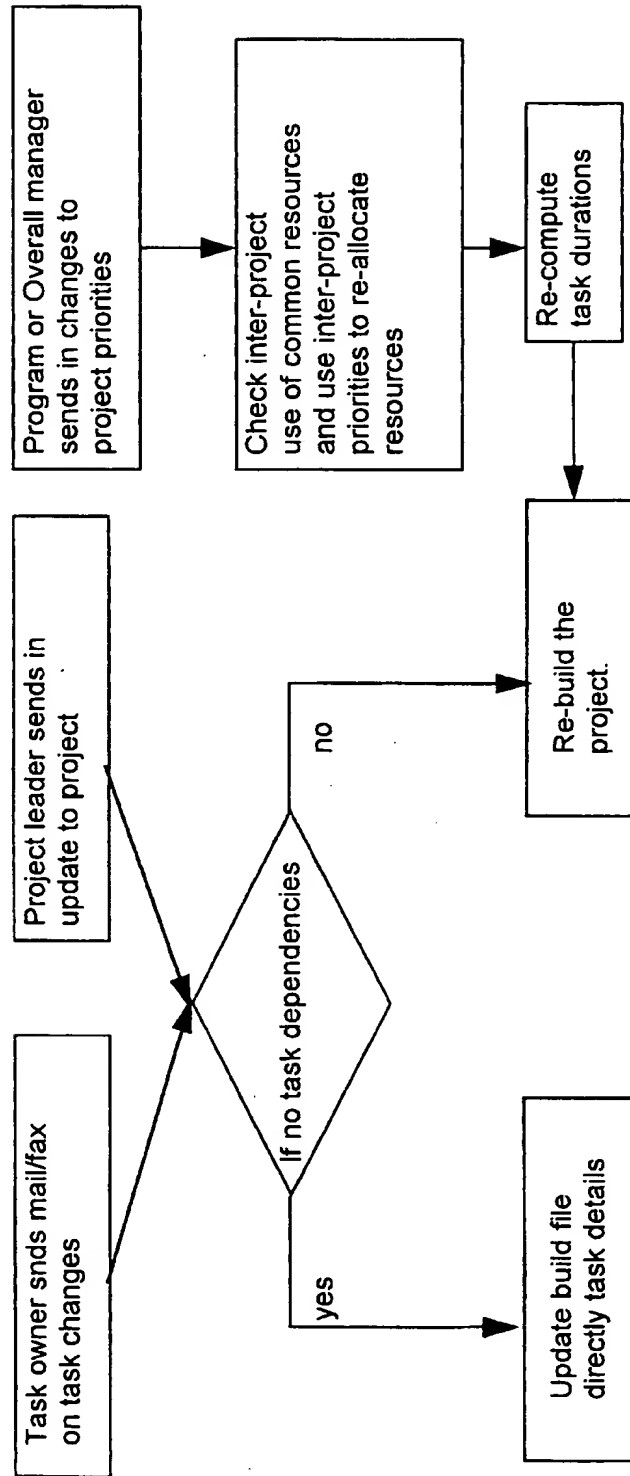 Task owner snds mail/fax
on task changes
Project leader sends in
update to project
Program or Overall manager
sends in changes to
project priorities
If no task dependencies
yes
no
Check inter-project
use of common resources
and use inter-project
priorities to re-allocate
resources
Update build file
directly task details
Re-build the
project.
Re-compute
task durations